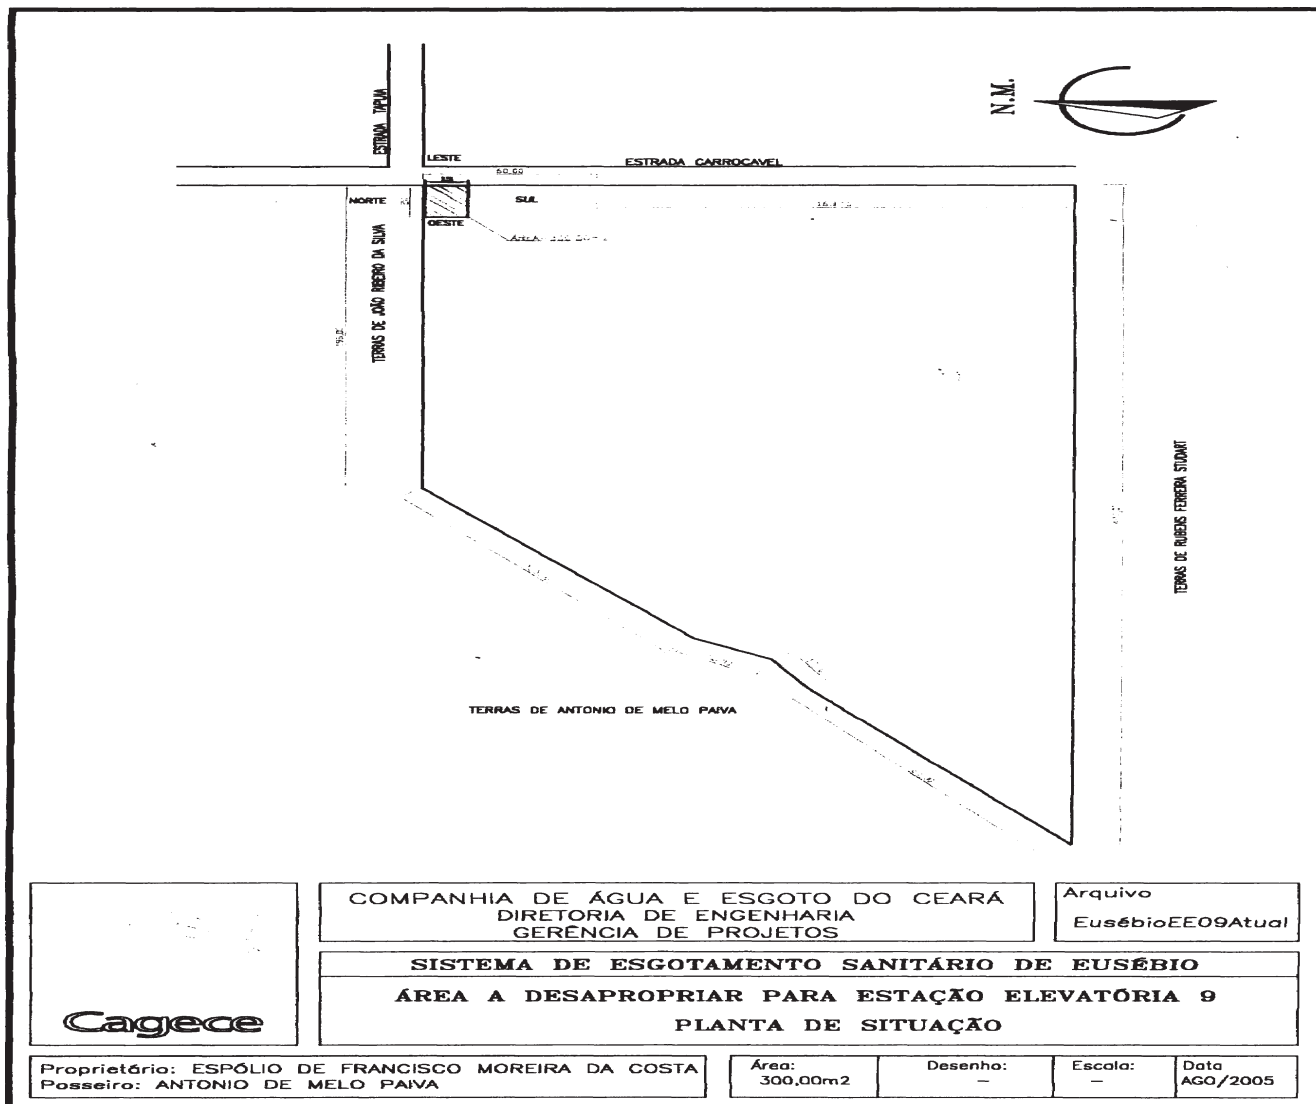 N.M.
ESTRADA TAPUIA
LESTE
ESTRADA CARROCAVEL
60.00
NORTE
SUL
OESTE
TERRAS DE JOÃO RIBEIRO DA SILVA
TERRAS DE RUBENS FERREIRA STUDART
TERRAS DE ANTONIO DE MELO PAIVA
COMPANHIA DE ÁGUA E ESGOTO DO CEARÁ
DIRETORIA DE ENGENHARIA
GERÊNCIA DE PROJETOS
Arquivo
EusébioEE09Atual
SISTEMA DE ESGOTAMENTO SANITÁRIO DE EUSÉBIO
ÁREA A DESAPROPRIAR PARA ESTAÇÃO ELEVATÓRIA 9
PLANTA DE SITUAÇÃO
Cagece
Proprietário: ESPÓLIO DE FRANCISCO MOREIRA DA COSTA
Posseiro: ANTONIO DE MELO PAIVA
Área:
300,00m2
Desenho:
–
Escala:
–
Data
AGO/2005